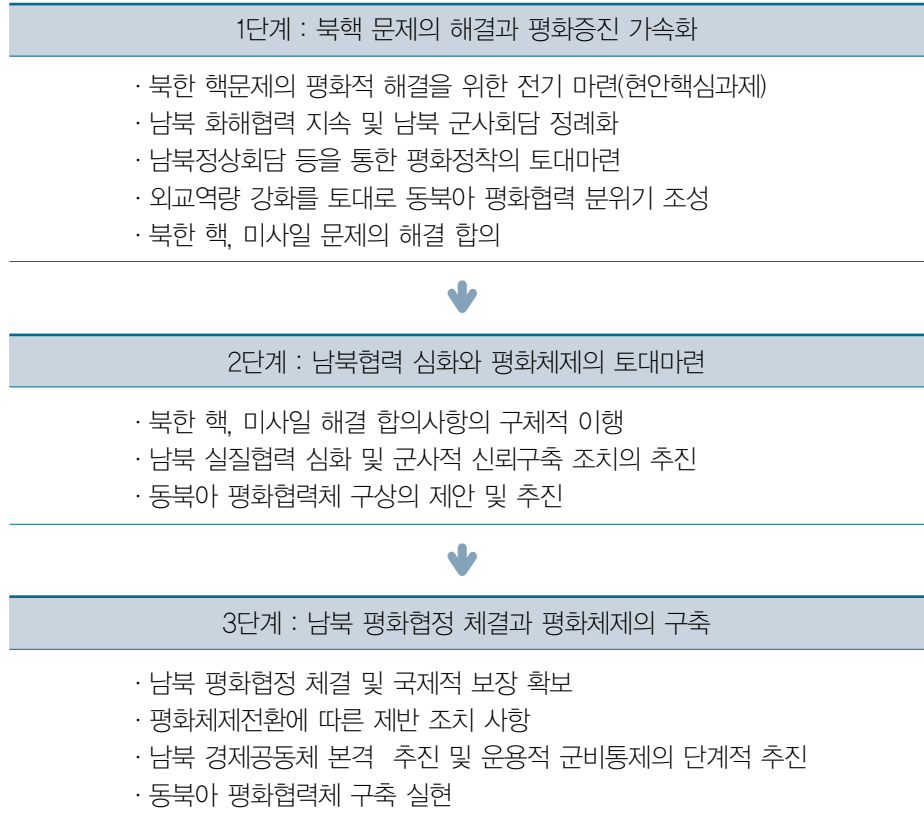 1단계 : 북핵 문제의 해결과 평화증진 가속화
· 북한 핵문제의 평화적 해결을 위한 전기 마련(현안핵심과제)
· 남북 화해협력 지속 및 남북 군사회담 정례화
· 남북정상회담 등을 통한 평화정착의 토대마련
· 외교역량 강화를 토대로 동북아 평화협력 분위기 조성
· 북한 핵, 미사일 문제의 해결 합의
2단계 : 남북협력 심화와 평화체제의 토대마련
· 북한 핵, 미사일 해결 합의사항의 구체적 이행
· 남북 실질협력 심화 및 군사적 신뢰구축 조치의 추진
· 동북아 평화협력체 구상의 제안 및 추진
3단계 : 남북 평화협정 체결과 평화체제의 구축
· 남북 평화협정 체결 및 국제적 보장 확보
· 평화체제전환에 따른 제반 조치 사항
· 남북 경제공동체 본격 추진 및 운용적 군비통제의 단계적 추진
· 동북아 평화협력체 구축 실현